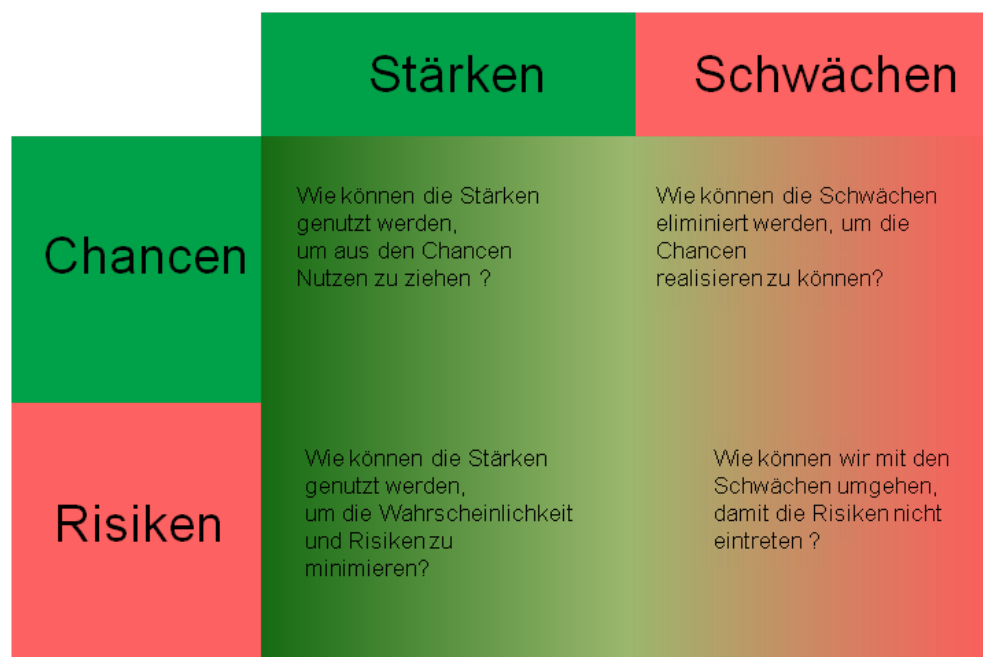 Stärken
Schwächen
Chancen
Wie können die Stärken
genutzt werden,
um aus den Chancen
Nutzen zu ziehen ?
Wie können die Schwächen
eliminiert werden, um die
Chancen
realisieren zu können?
Risiken
Wie können die Stärken
genutzt werden,
um die Wahrscheinlichkeit
und Risiken zu
minimieren?
Wie können wir mit den
Schwächen umgehen,
damit die Risiken nicht
eintreten ?